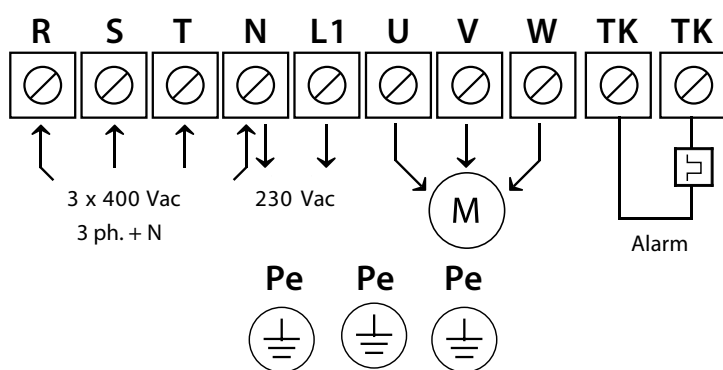 R S T N L1 U V W TK TK
3 x 400 Vac 230 Vac
3 ph. + N
M
Alarm
Pe Pe Pe